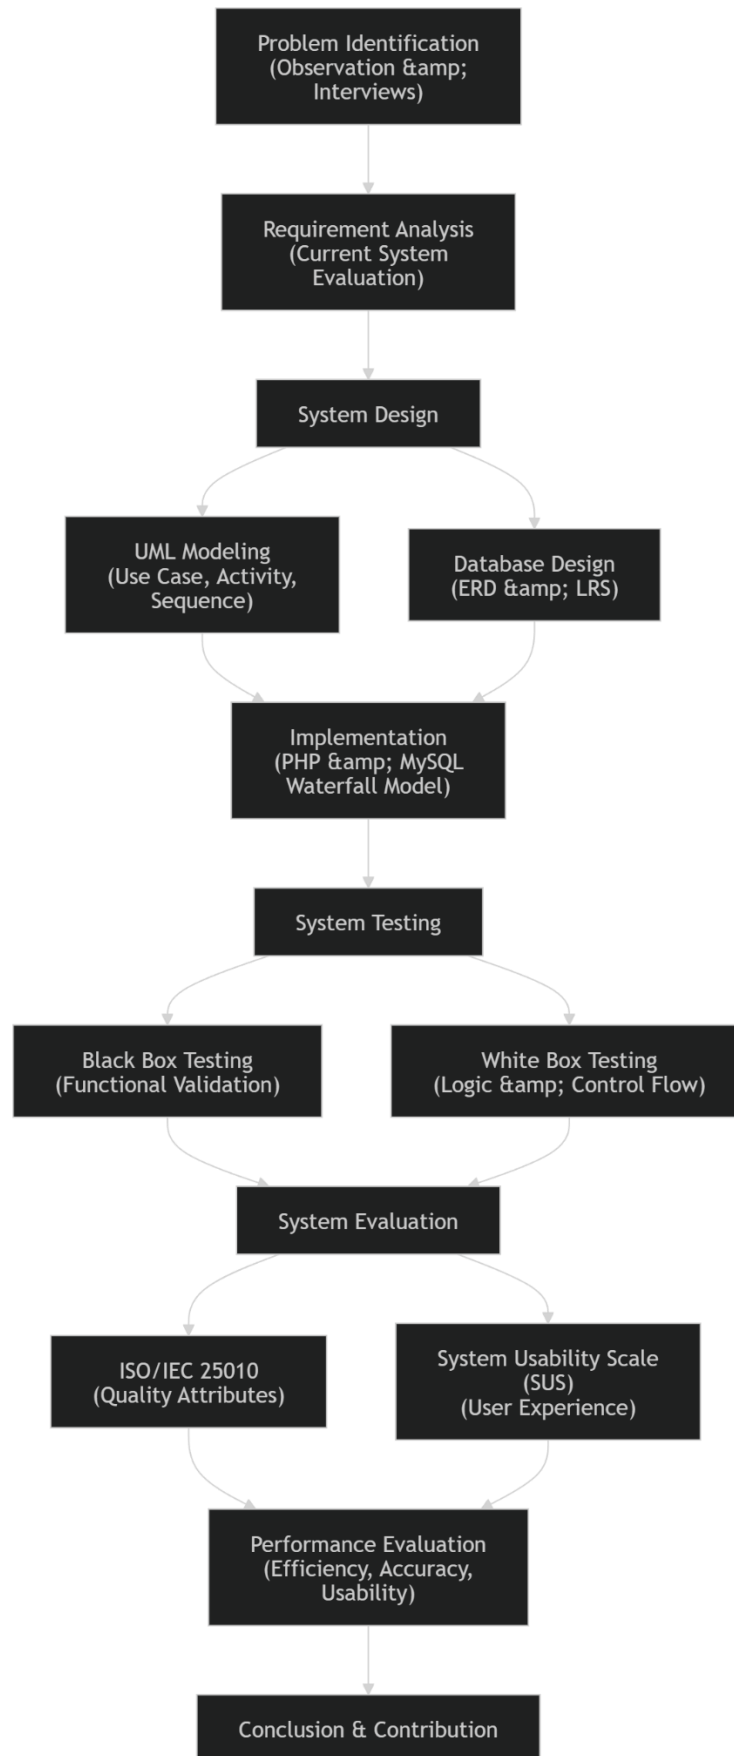 Problem Identification
(Observation &amp;
Interviews)
Requirement Analysis
(Current System
Evaluation)
System Design
UML Modeling
(Use Case, Activity,
Sequence)
Database Design
(ERD &amp; LRS)
Implementation
(PHP &amp; MySQL
Waterfall Model)
System Testing
Black Box Testing
(Functional Validation)
White Box Testing
(Logic &amp; Control Flow)
System Evaluation
ISO/IEC 25010
(Quality Attributes)
System Usability Scale
(SUS)
(User Experience)
Performance Evaluation
(Efficiency, Accuracy,
Usability)
Conclusion & Contribution